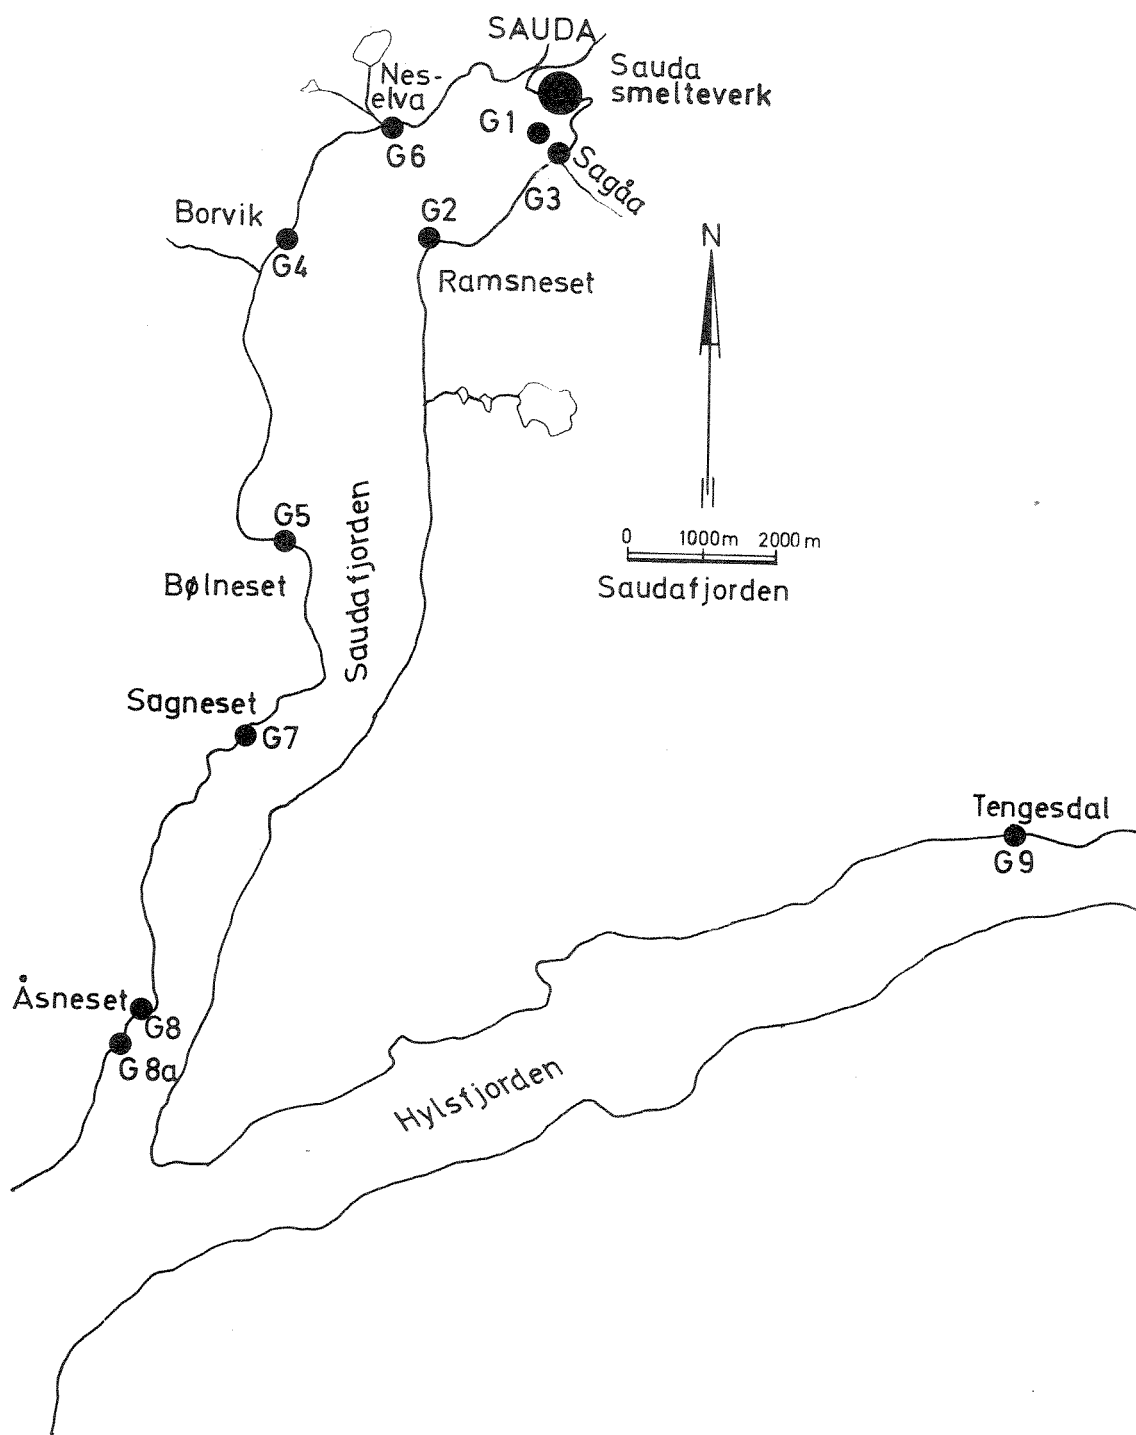 SAUDA
Sauda
smelteverk
Nes-
elva
G1
G6
Sagåa
G3
Borvik
G2
G4
Ramsneset
N
G5
Saudafjorden
0 1000m 2000m
Saudafjorden
Bølneset
Sagneset
G7
Tengesdal
G9
Åsneset
G8
G8a
Hylsfjorden